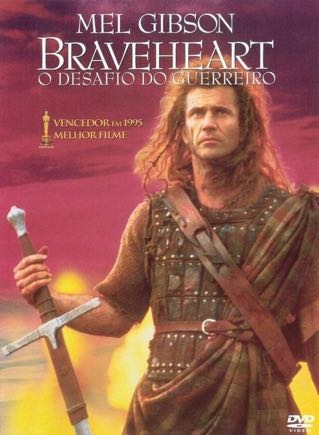 MEL GIBSON
BRAVEHEART
O DESAFIO DO GUERREIRO
VENCEDOR EM 1995
MELHOR FILME
DVD
VIDEO